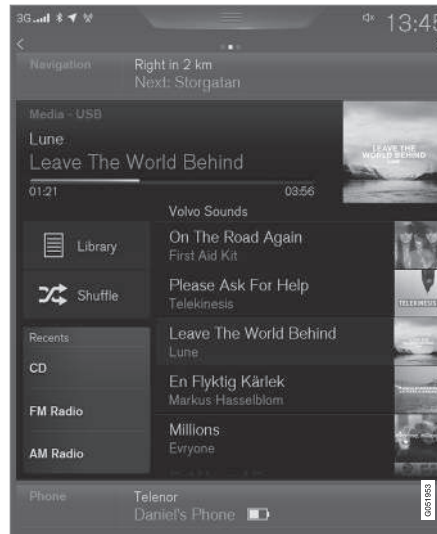 3G
13:45
Navigation
Right in 2 km
Next: Storgatan
Media - USB
Lune
Leave The World Behind
01:21
03:56
LEAVE THE
WORLD BEHIND
Volvo Sounds
Library
Shuffle
On The Road Again
First Aid Kit
Please Ask For Help
Telekinesis
TELEKINESIS
Leave The World Behind
Lune
En Flyktig Kärlek
Markus Hasselblom
Millions
Evryone
Recents
CD
FM Radio
AM Radio
Phone
Telenor
Daniel's Phone
G051953